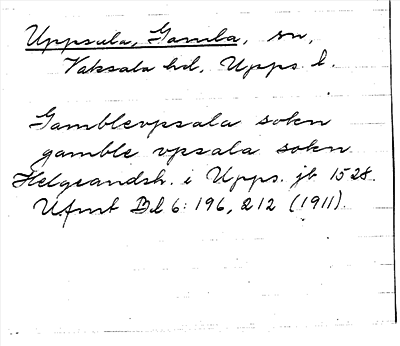 Uppsala, Gamla, sn,
Vaksala hd, Upps. l.
Gamblevpsala sokn
gamble vpsala sokn
Helgeandsh. i Upps. jb 1528.
UFmT Bd 6: 196, 212 (1911).